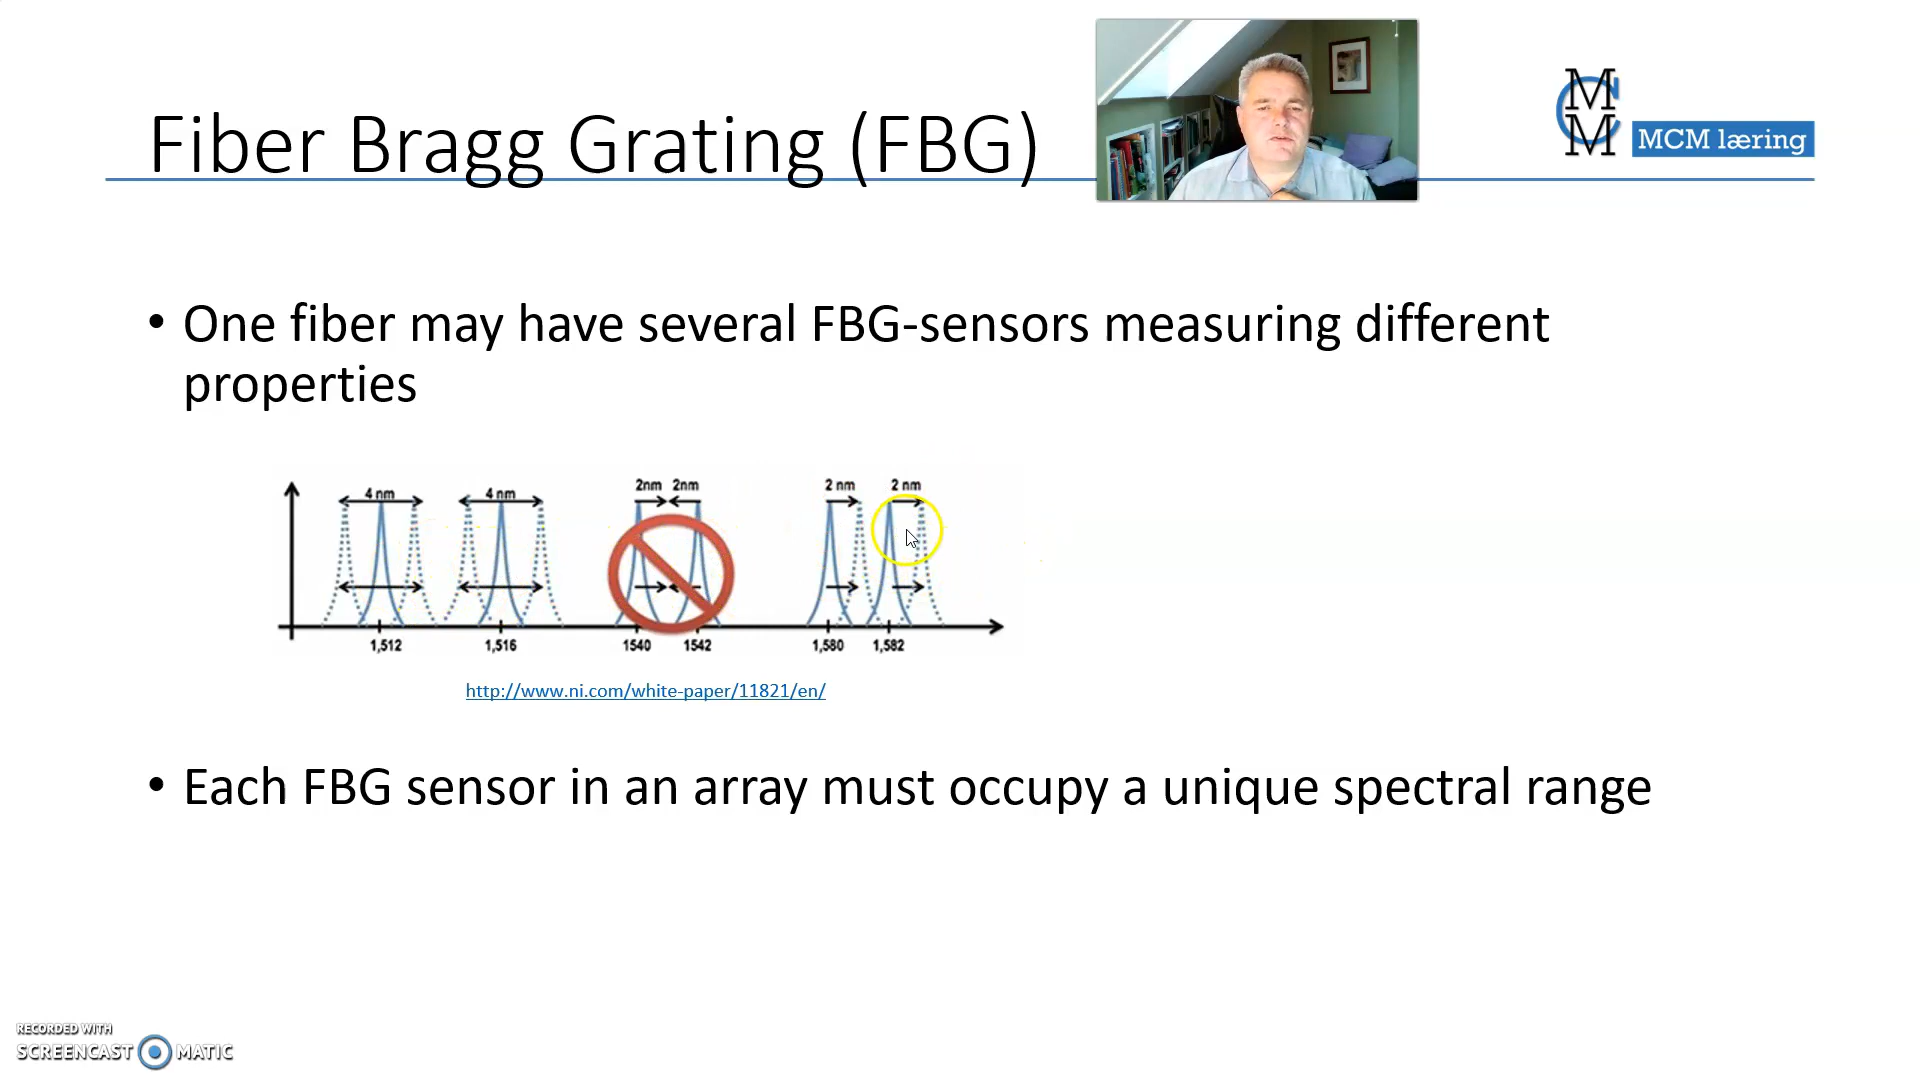 Fiber Bragg Grating (FBG)
MCM
MCM læring
• One fiber may have several FBG-sensors measuring different
properties
4 nm 4 nm 2nm 2nm 2 nm 2 nm
1,512 1,516 1540 1542 1,580 1,582
http://www.ni.com/white-paper/11821/en/
• Each FBG sensor in an array must occupy a unique spectral range
RECORDED WITH
SCREENCAST MATIC